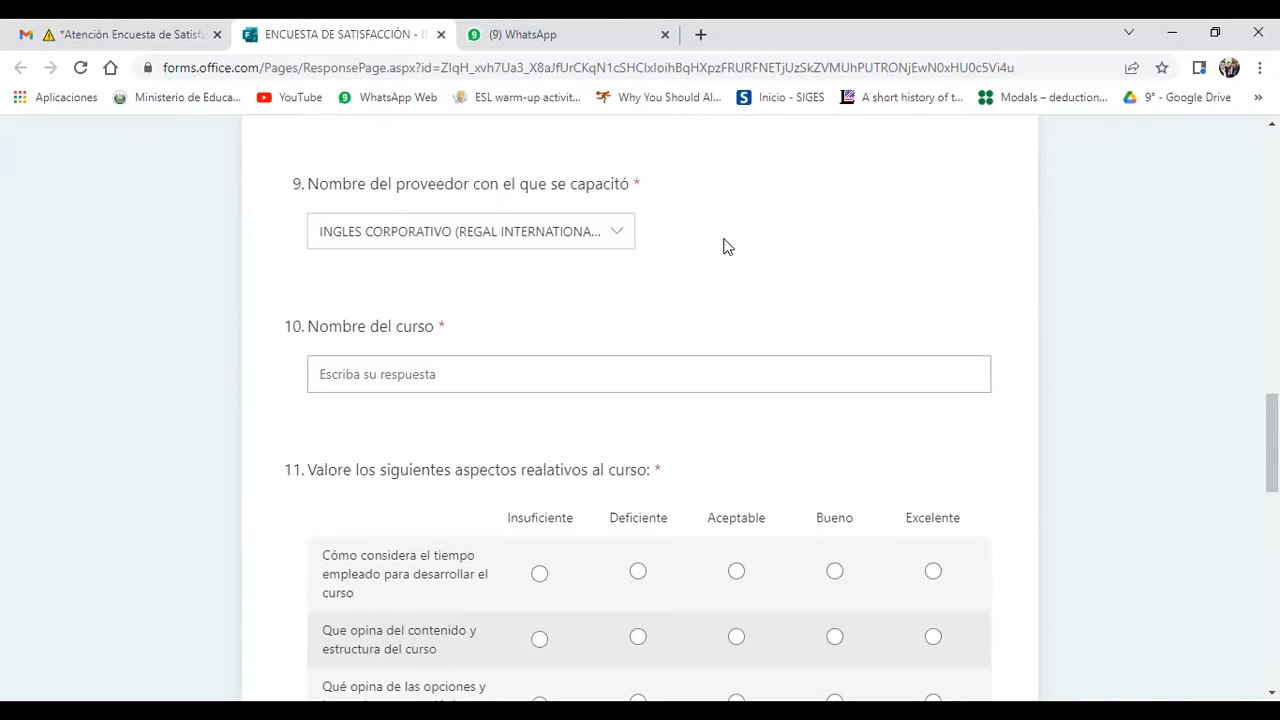 *Atención Encuesta de Satisf
ENCUESTA DE SATISFACCIÓN - I
9
(9) WhatsApp
forms.office.com/Pages/ResponsePage.aspx?id=ZIqH_xvh7Ua3_X8aJfUrCKqN1cSHCIxIoihBqHXpzFRURFNETjUzSkZVMUhPUTRONjEwN0xHU0c5Vi4u
Aplicaciones
Ministerio de Educa...
YouTube
9
WhatsApp Web
ESL warm-up activit...
Why You Should Al...
S
Inicio - SIGES
A short history of t...
Modals – deduction...
9° - Google Drive
»
9. Nombre del proveedor con el que se capacitó *
INGLES CORPORATIVO (REGAL INTERNATIONA...
10. Nombre del curso *
Escriba su respuesta
11. Valore los siguientes aspectos realativos al curso: *
Insuficiente Deficiente Aceptable Bueno Excelente
Cómo considera el tiempo
empleado para desarrollar el
curso
Que opina del contenido y
estructura del curso
Qué opina de las opciones y